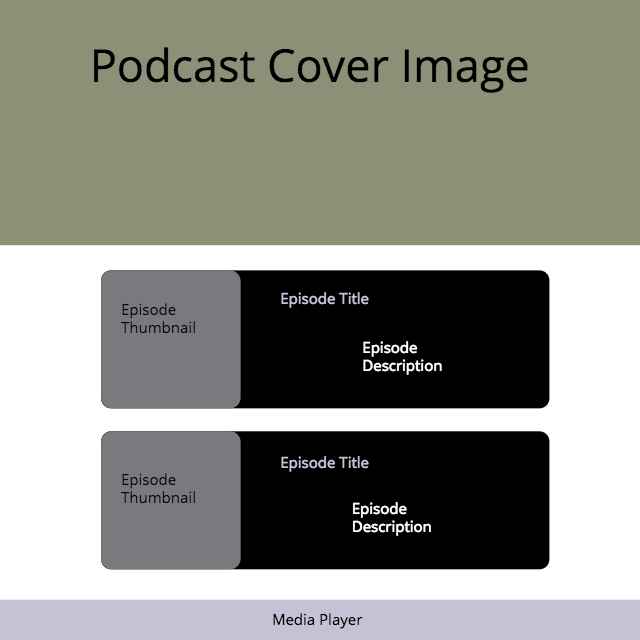 Podcast Cover Image
Episode Title
Episode
Thumbnail
Episode
Description
Episode Title
Episode
Thumbnail
Episode
Description
Media Player